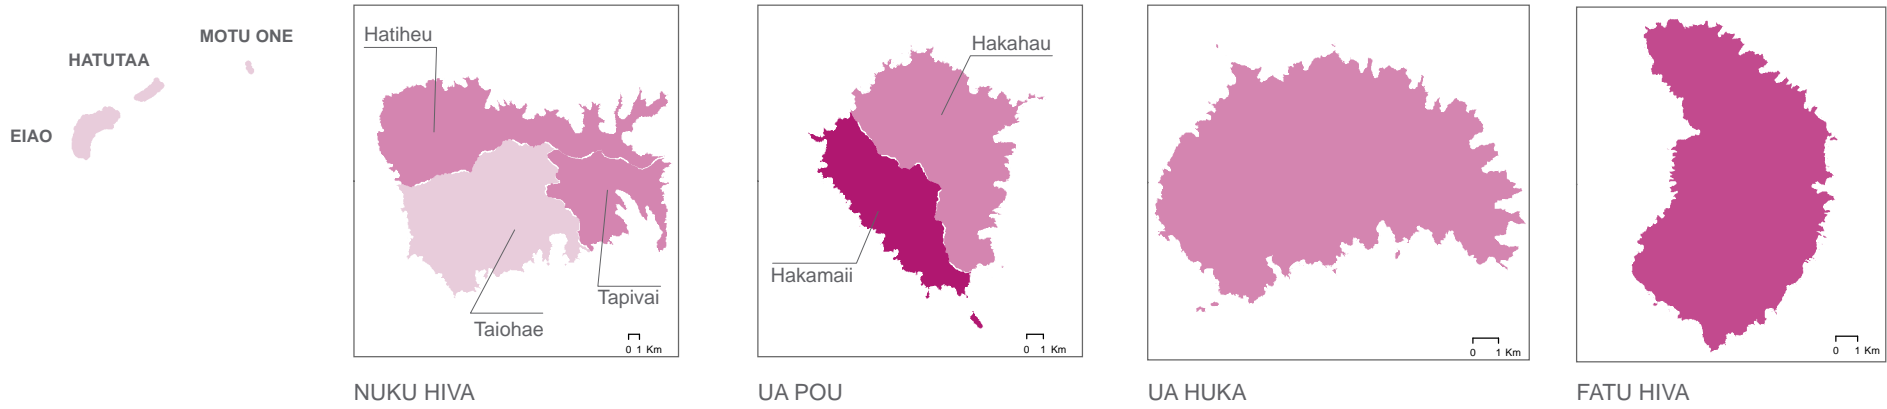 MOTU ONE
HATUTAA
EIAO
Hatiheu
Tapivai
Taiohae
0 1 Km
NUKU HIVA
Hakahau
Hakamaii
0 1 Km
UA POU
0 1 Km
UA HUKA
0 1 Km
FATU HIVA